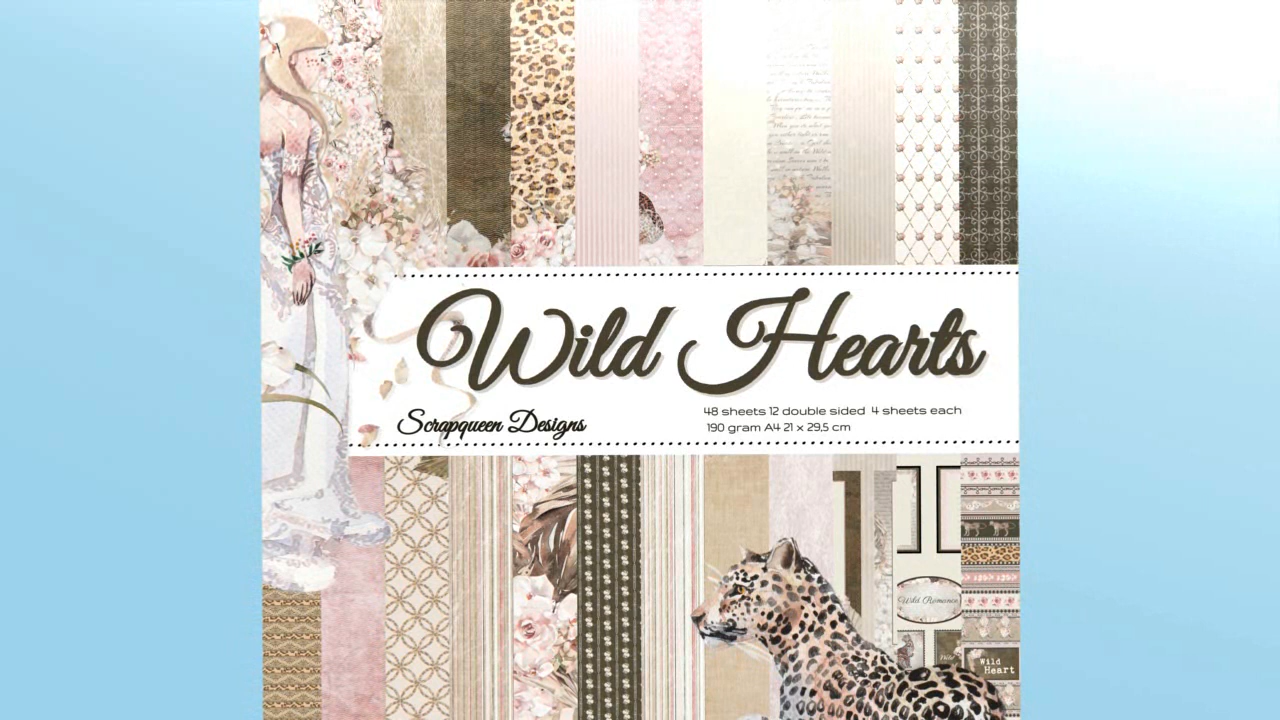 Wild Hearts
Scrapqueen Designs
48 sheets 12 double sided 4 sheets each
190 gram A4 21 x 29,5 cm
Wild Romance
Wild
Wild
Heart